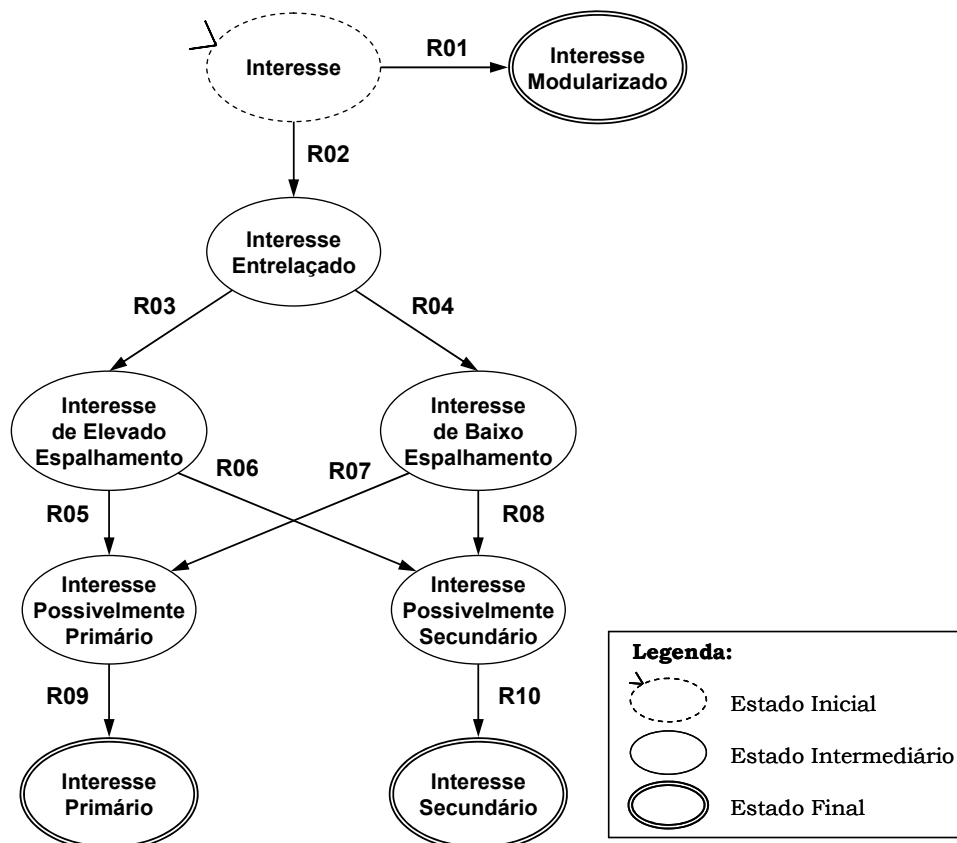 Interesse
R01
Interesse
Modularizado
R02
Interesse
Entrelaçado
R03
R04
Interesse
de Elevado
Espalhamento
Interesse
de Baixo
Espalhamento
R06
R07
R05
R08
Interesse
Possivelmente
Primário
Interesse
Possivelmente
Secundário
R09
R10
Interesse
Primário
Interesse
Secundário
Legenda:
Estado Inicial
Estado Intermediário
Estado Final